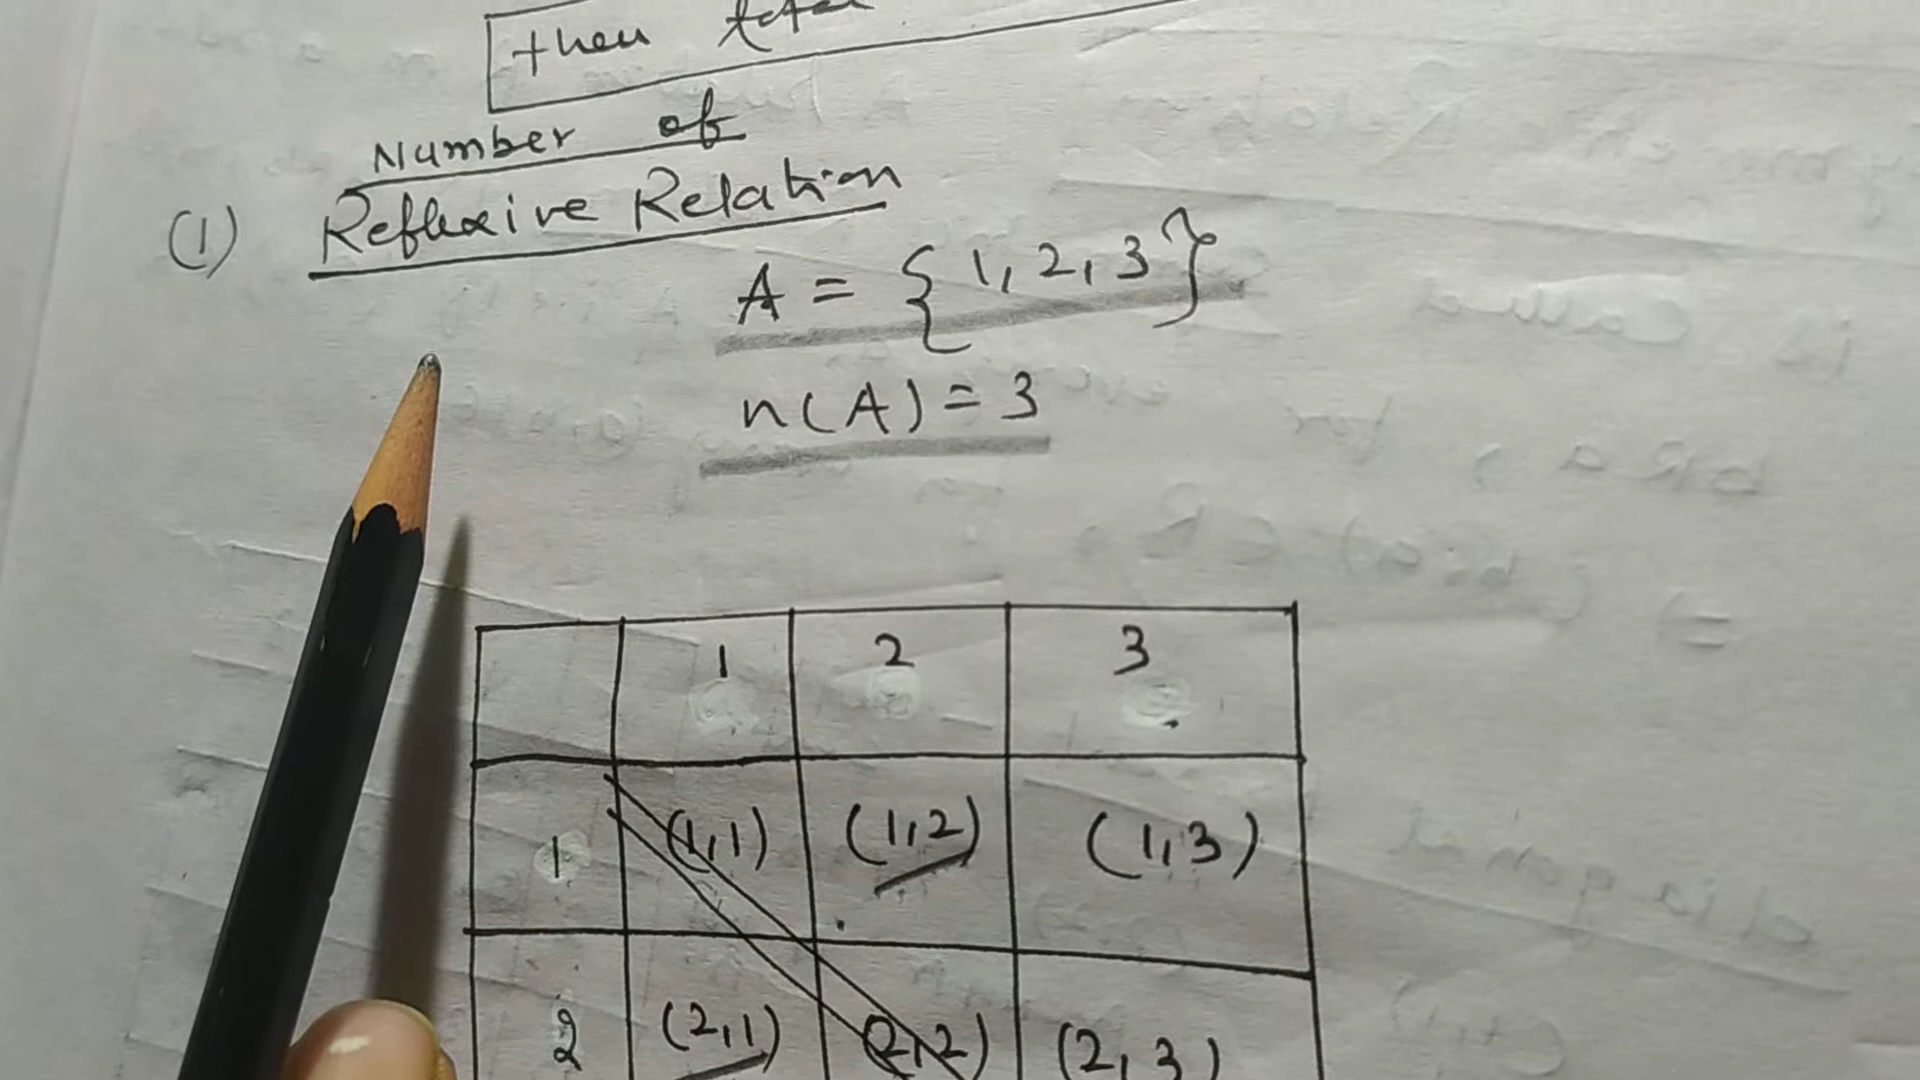 then total
Number of
(1) Reflexive Relation
A = {1, 2, 3}
n(A) = 3
1 2 3
1 (1,1) (1,2) (1,3)
2 (2,1) (2,2) (2,3)